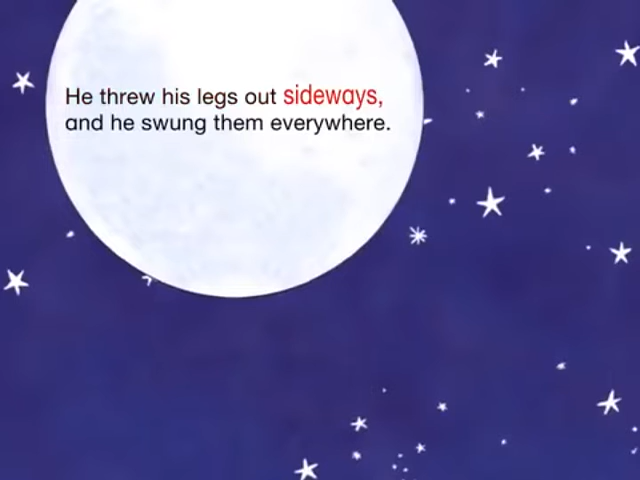 He threw his legs out sideways,
and he swung them everywhere.